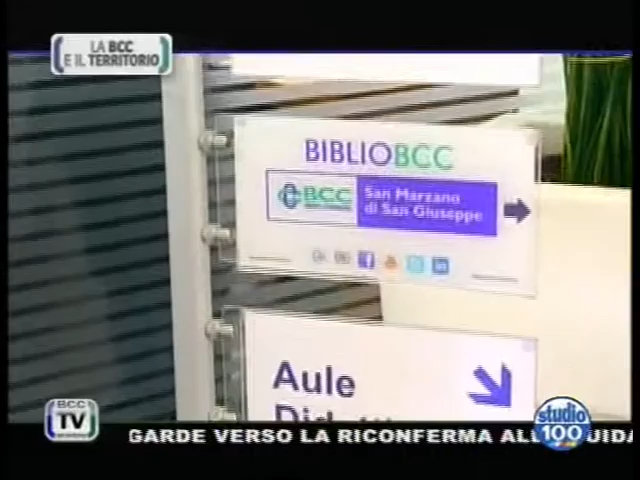 LA BCC
E IL TERRITORIO
BIBLIOBCC
BCC
San Marzano
di San Giuseppe
Aule
BCC
TV
studio
100
GARDE VERSO LA RICONFERMA ALL